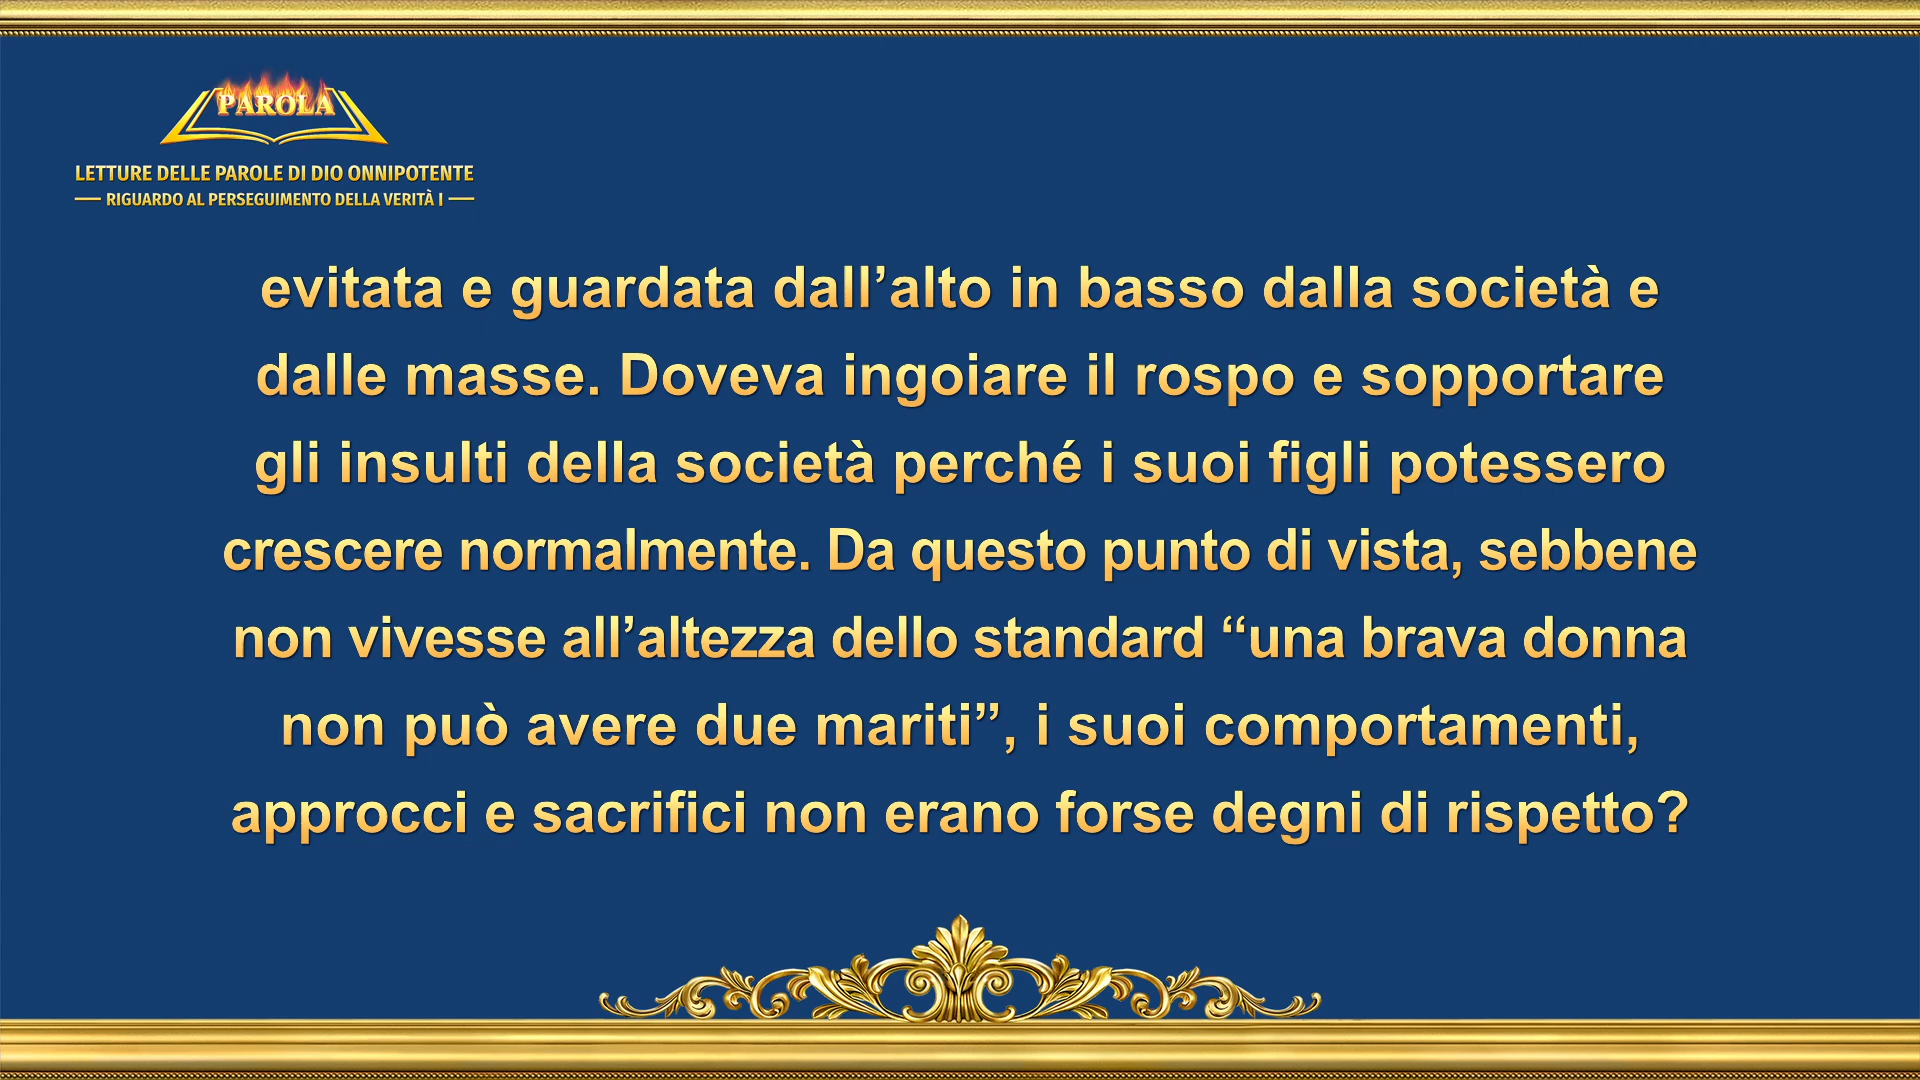 PAROLA
LETTURE DELLE PAROLE DI DIO ONNIPOTENTE
RIGUARDO AL PERSEGUIMENTO DELLA VERITÀ I
evitata e guardata dall’alto in basso dalla società e
dalle masse. Doveva ingoiare il rospo e sopportare
gli insulti della società perché i suoi figli potessero
crescere normalmente. Da questo punto di vista, sebbene
non vivesse all’altezza dello standard “una brava donna
non può avere due mariti”, i suoi comportamenti,
approcci e sacrifici non erano forse degni di rispetto?